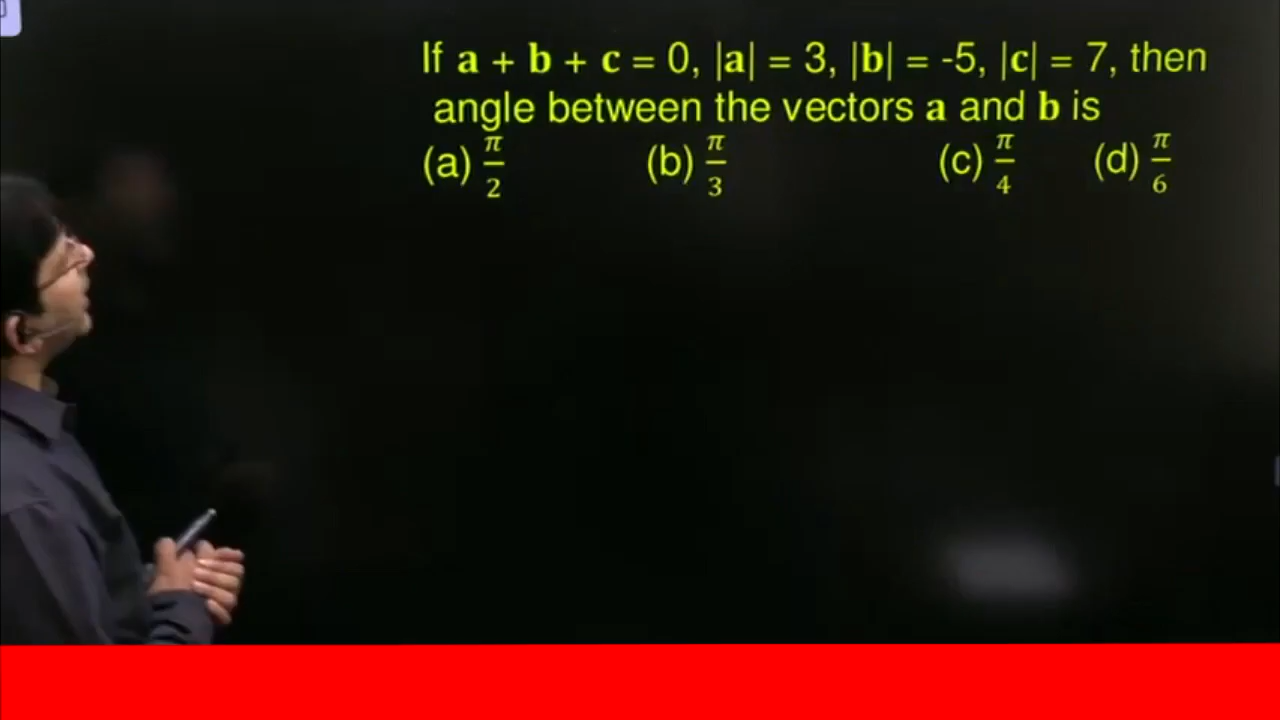 If a + b + c = 0, |a| = 3, |b| = -5, |c| = 7, then
angle between the vectors a and b is
(a) π/2 (b) π/3 (c) π/4 (d) π/6